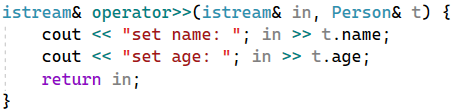 istream& operator>>(istream& in, Person& t) {
    cout << "set name: "; in >> t.name;
    cout << "set age: "; in >> t.age;
    return in;
}